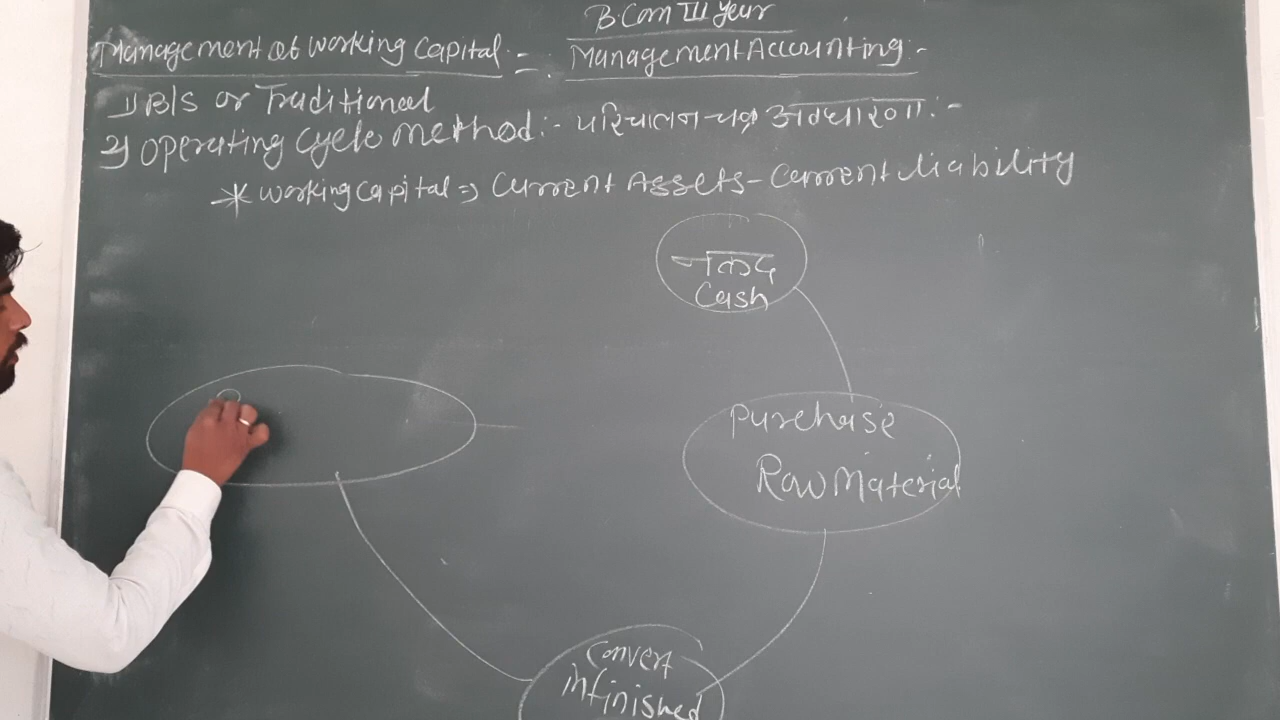 B.Com III Year
Management of Working Capital :- Management Accounting :-
1) B/S or Traditional
2) Operating Cycle method :- परिचालन चक्र अवधारणा :-
* Working Capital => Current Assets - Current Liability
नकद
Cash
Purchase
Raw Material
Convert
in finished